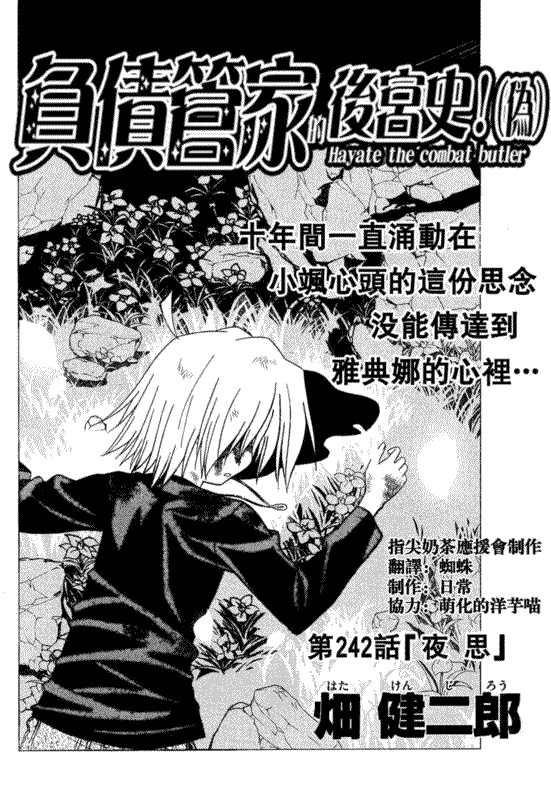 負債管家的後宮史!(偽)
Hayate the combat butler
十年間一直涌動在
小颯心頭的這份思念
没能傳達到
雅典娜的心裡…
指尖奶茶應援會制作
翻譯：蜘蛛
制作：日常
協力：萌化的洋芋喵
第242話「夜 思」
はた けん じ ろう
畑 健二郎